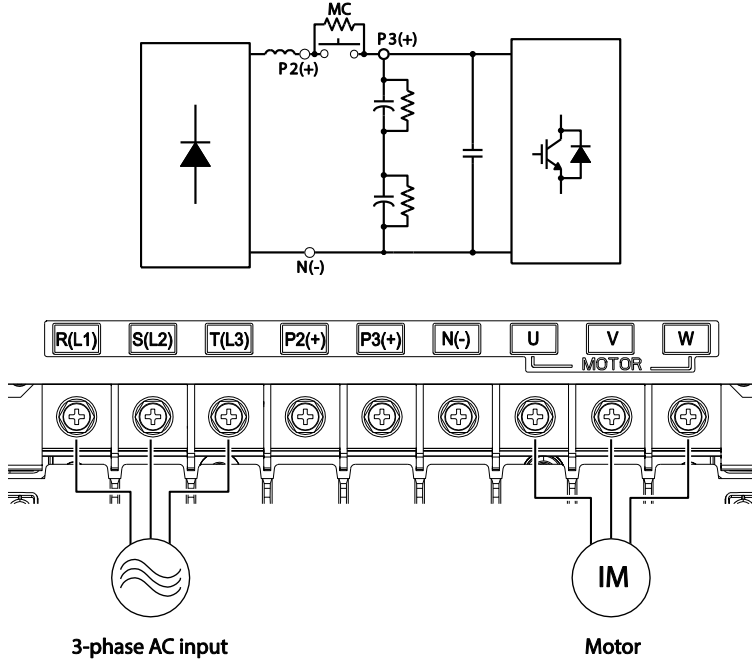 MC
P2(+)
P3(+)
N(-)
R(L1) S(L2) T(L3) P2(+) P3(+) N(-) U V W
MOTOR
IM
3-phase AC input Motor